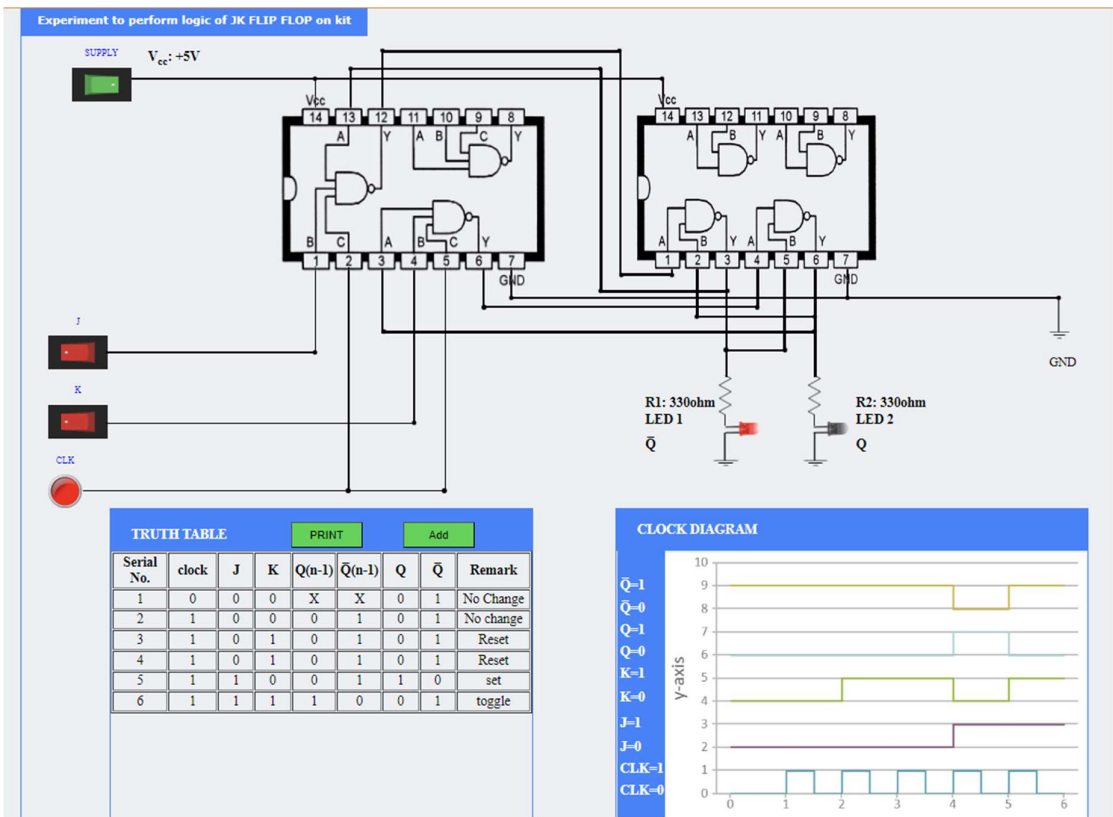 Experiment to perform logic of JK FLIP FLOP on kit
SUPPLY
Vcc: +5V
Vcc
14 13 12 11 10 9 8
A Y A B C Y
B C A B C Y
1 2 3 4 5 6 7
GND
Vcc
14 13 12 11 10 9 8
A B Y A B Y
A B Y A B Y
1 2 3 4 5 6 7
GND
J
K
CLK
GND
R1: 330ohm
LED 1
Q̅
R2: 330ohm
LED 2
Q
TRUTH TABLE PRINT Add
Serial No. clock J K Q(n-1) Q̅(n-1) Q Q̅ Remark
1 0 0 0 X X 0 1 No Change
2 1 0 0 0 1 0 1 No change
3 1 0 1 0 1 0 1 Reset
4 1 0 1 0 1 0 1 Reset
5 1 1 0 0 1 1 0 set
6 1 1 1 1 0 0 1 toggle
CLOCK DIAGRAM
Q̅=1
Q̅=0
Q=1
Q=0
K=1
K=0
J=1
J=0
CLK=1
CLK=0
y-axis
10
9
8
7
6
5
4
3
2
1
0
0 1 2 3 4 5 6